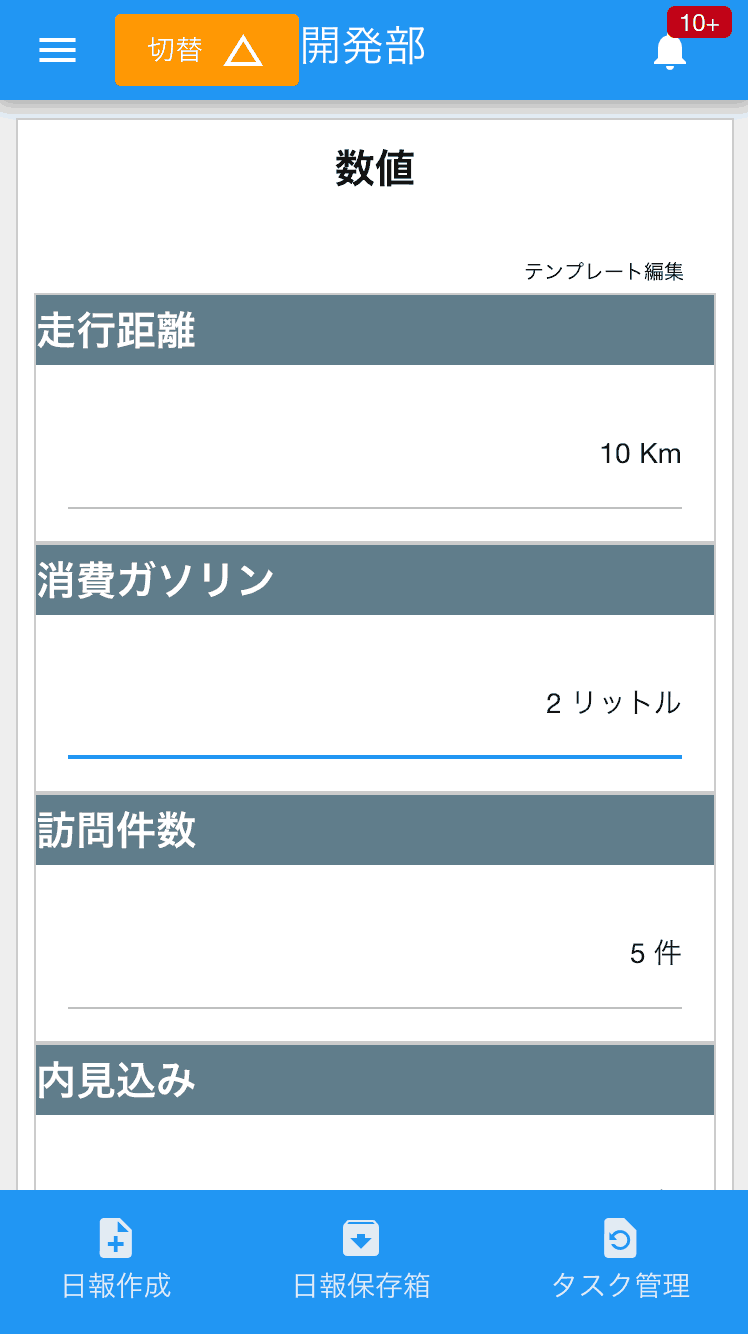 切替 開発部 10+
数値
テンプレート編集
走行距離
10 Km
消費ガソリン
2 リットル
訪問件数
5 件
内見込み
日報作成 日報保存箱 タスク管理